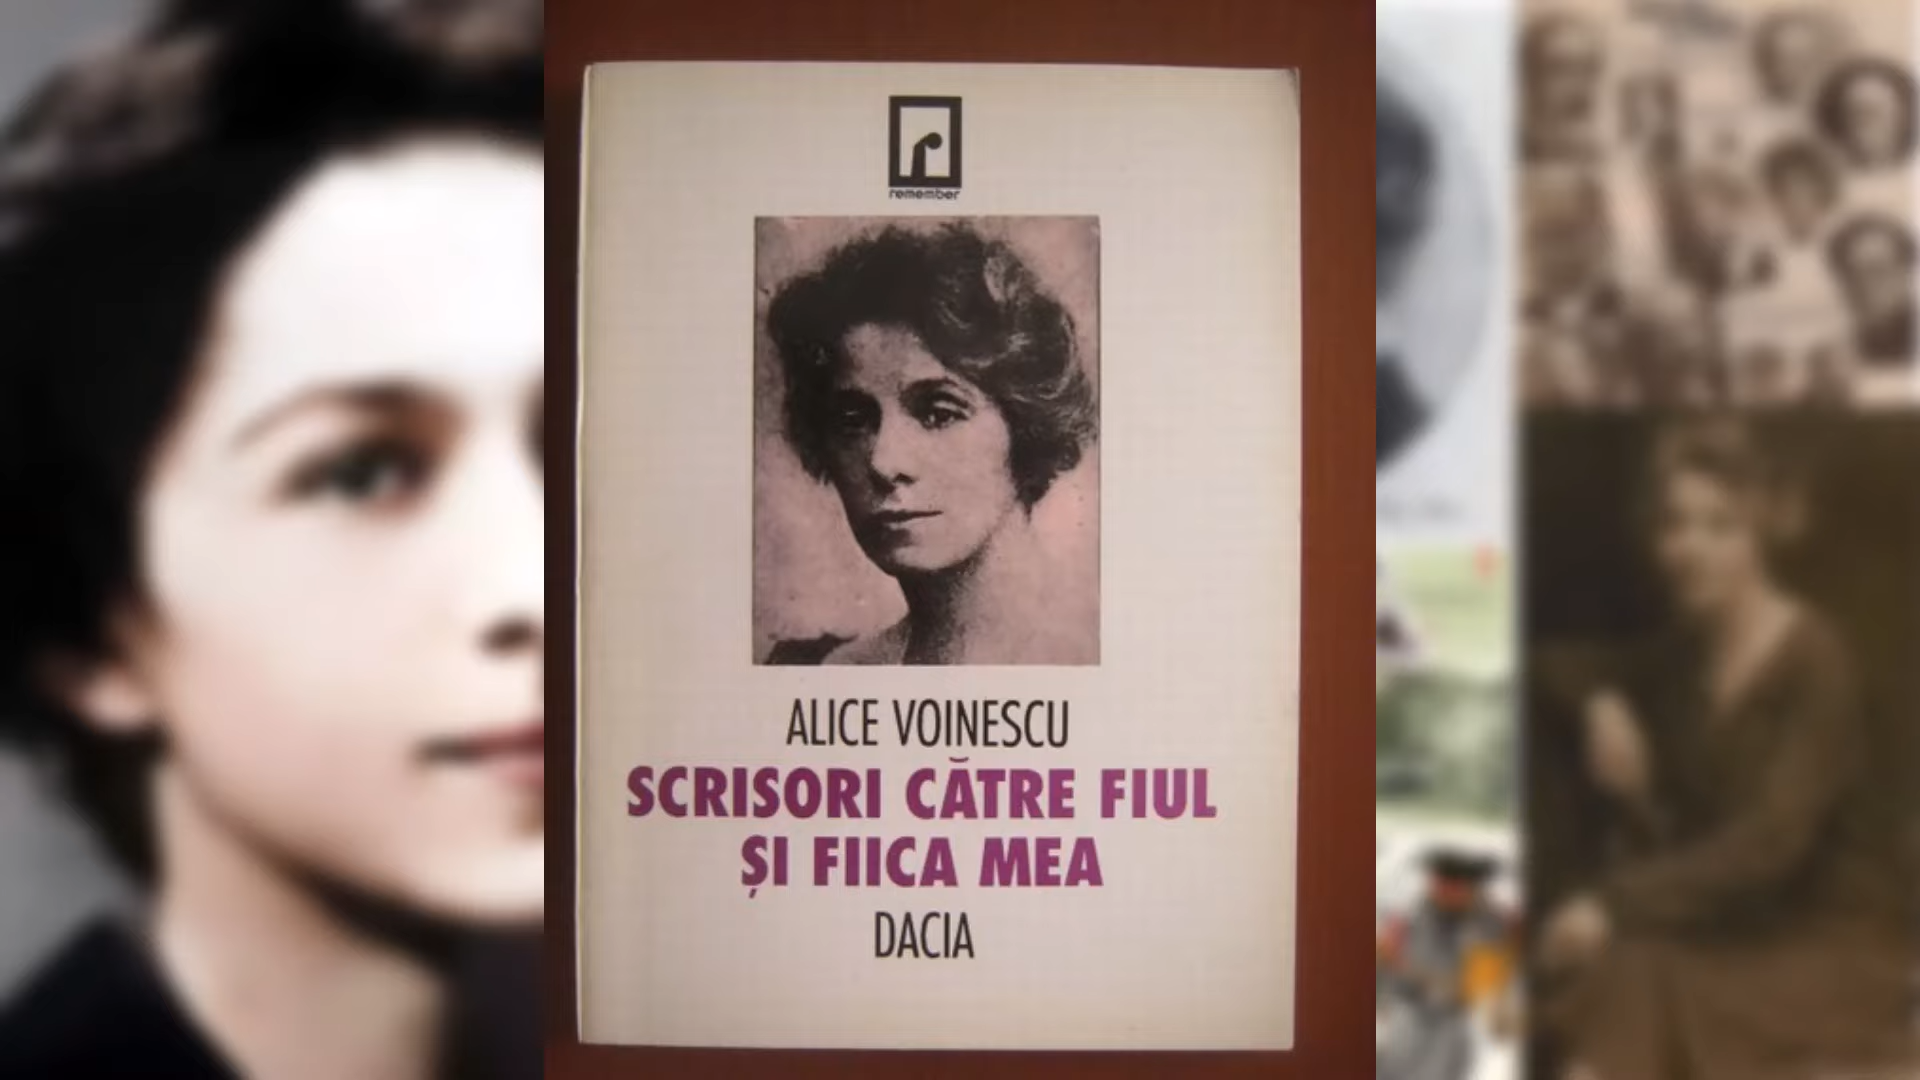 remember
ALICE VOINESCU
SCRISORI CĂTRE FIUL
ȘI FIICA MEA
DACIA